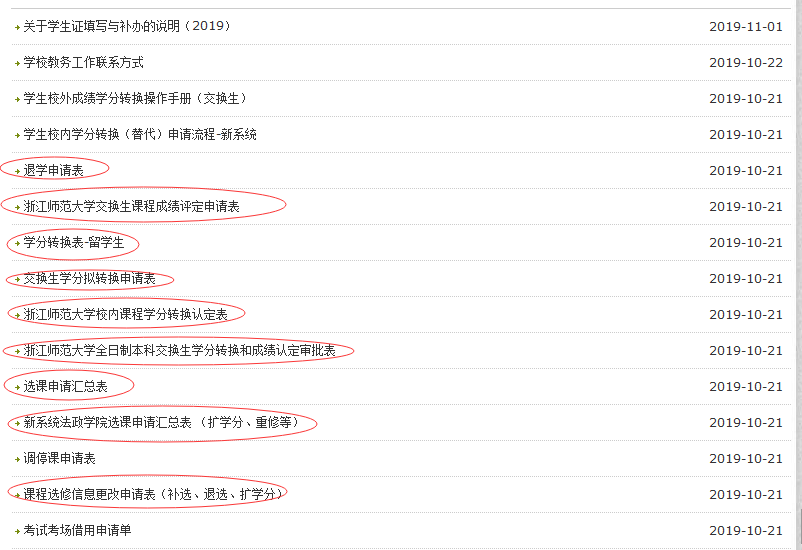 关于学生证填写与补办的说明（2019） 2019-11-01
学校教务工作联系方式 2019-10-22
学生校外成绩学分转换操作手册（交换生） 2019-10-21
学生校内学分转换（替代）申请流程-新系统 2019-10-21
退学申请表 2019-10-21
浙江师范大学交换生课程成绩评定申请表 2019-10-21
学分转换表-留学生 2019-10-21
交换生学分拟转换申请表 2019-10-21
浙江师范大学校内课程学分转换认定表 2019-10-21
浙江师范大学全日制本科交换生学分转换和成绩认定审批表 2019-10-21
选课申请汇总表 2019-10-21
新系统法政学院选课申请汇总表 （扩学分、重修等） 2019-10-21
调停课申请表 2019-10-21
课程选修信息更改申请表（补选、退选、扩学分） 2019-10-21
考试考场借用申请单 2019-10-21